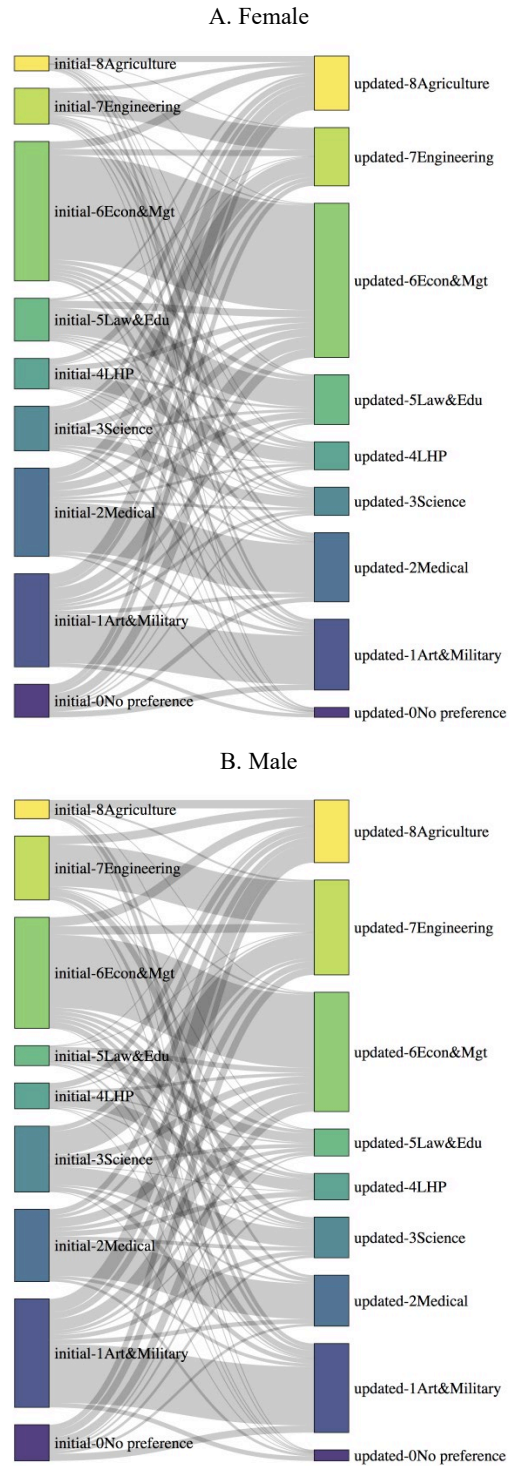 A. Female
initial-8Agriculture
updated-8Agriculture
initial-7Engineering
updated-7Engineering
initial-6Econ&Mgt
updated-6Econ&Mgt
initial-5Law&Edu
updated-5Law&Edu
initial-4LHP
updated-4LHP
initial-3Science
updated-3Science
initial-2Medical
updated-2Medical
initial-1Art&Military
updated-1Art&Military
initial-0No preference
updated-0No preference
B. Male
initial-8Agriculture
updated-8Agriculture
initial-7Engineering
updated-7Engineering
initial-6Econ&Mgt
updated-6Econ&Mgt
initial-5Law&Edu
updated-5Law&Edu
initial-4LHP
updated-4LHP
initial-3Science
updated-3Science
initial-2Medical
updated-2Medical
initial-1Art&Military
updated-1Art&Military
initial-0No preference
updated-0No preference